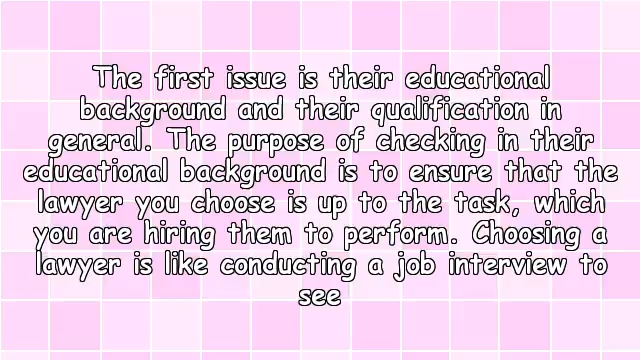 The first issue is their educational
background and their qualification in
general. The purpose of checking in their
educational background is to ensure that the
lawyer you choose is up to the task, which
you are hiring them to perform. Choosing a
lawyer is like conducting a job interview to
see